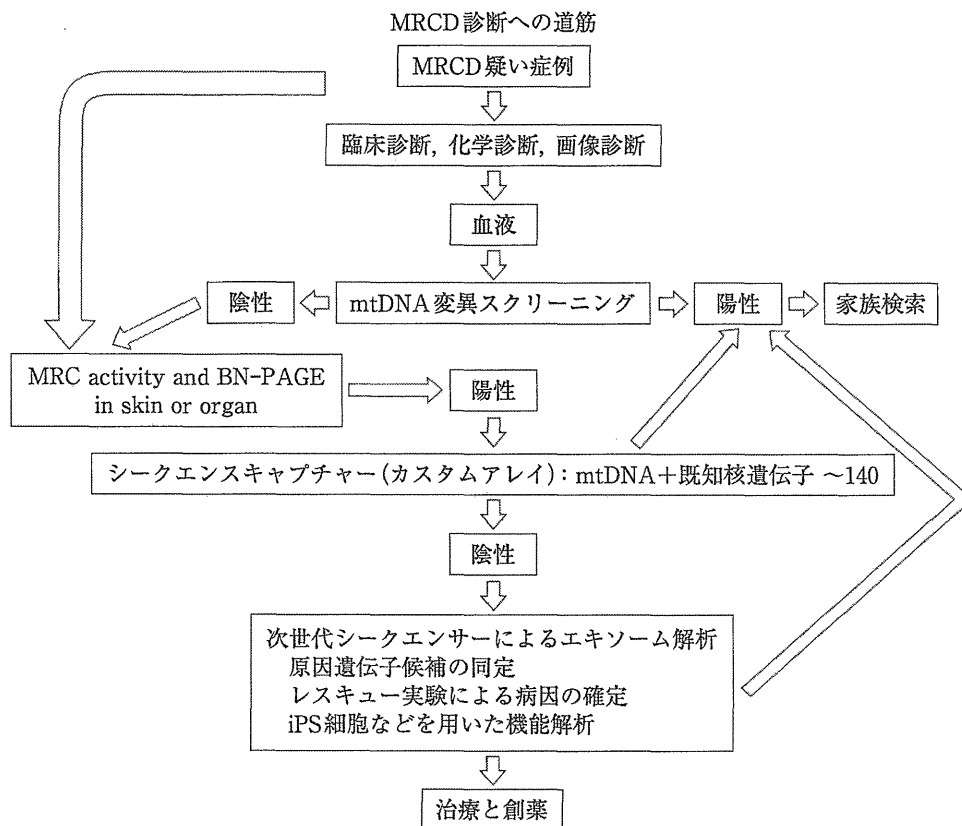 MRCD診断への道筋
MRCD疑い症例
臨床診断, 化学診断, 画像診断
血液
陰性
mtDNA変異スクリーニング
陽性
家族検索
MRC activity and BN-PAGE
in skin or organ
陽性
シークエンスキャプチャー(カスタムアレイ):mtDNA+既知核遺伝子 ~140
陰性
次世代シークエンサーによるエキソーム解析
原因遺伝子候補の同定
レスキュー実験による病因の確定
iPS細胞などを用いた機能解析
治療と創薬